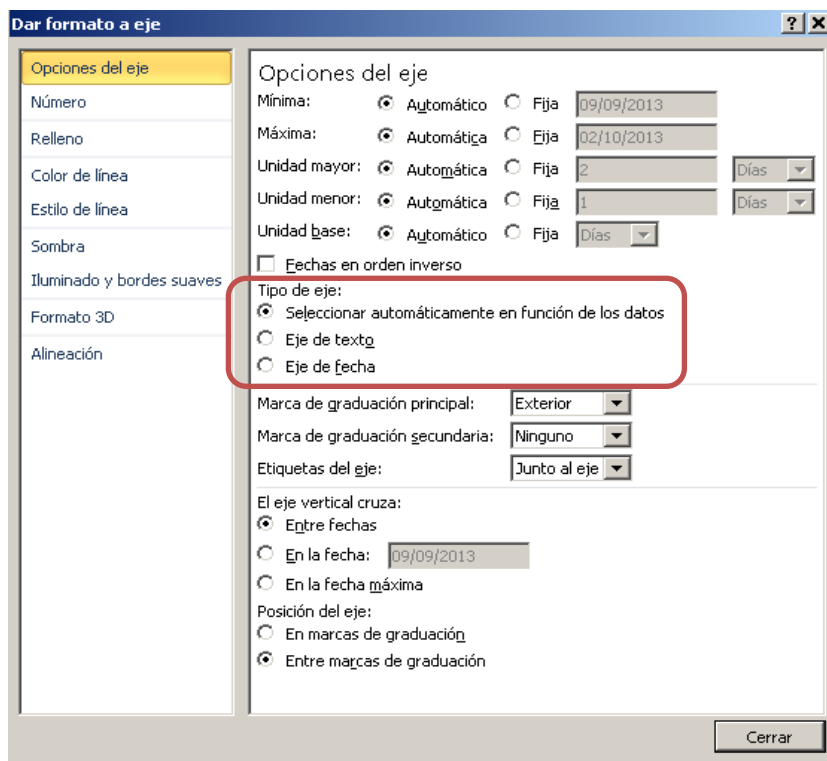 Dar formato a eje
Opciones del eje
Número
Relleno
Color de línea
Estilo de línea
Sombra
Iluminado y bordes suaves
Formato 3D
Alineación
Opciones del eje
Mínima: Automático Fija 09/09/2013
Máxima: Automática Fija 02/10/2013
Unidad mayor: Automática Fija 2 Días
Unidad menor: Automática Fija 1 Días
Unidad base: Automático Fija Días
Fechas en orden inverso
Tipo de eje:
Seleccionar automáticamente en función de los datos
Eje de texto
Eje de fecha
Marca de graduación principal: Exterior
Marca de graduación secundaria: Ninguno
Etiquetas del eje: Junto al eje
El eje vertical cruza:
Entre fechas
En la fecha: 09/09/2013
En la fecha máxima
Posición del eje:
En marcas de graduación
Entre marcas de graduación
Cerrar